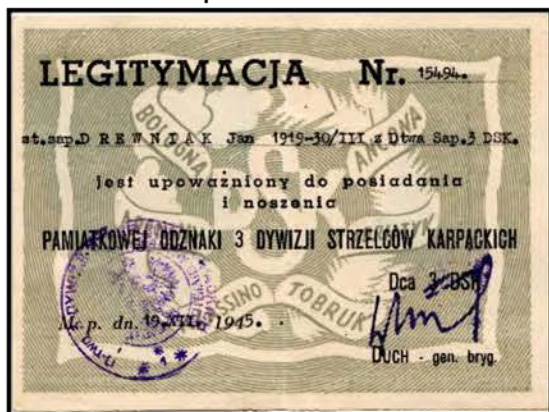 LEGITYMACJA Nr. 15494.
st.sap.D R E W N I A K Jan 1919-30/III z Dtwa Sap.3 DSK.
jest upoważniony do posiadania
i noszenia
PAMIĄTKOWEJ ODZNAKI 3 DYWIZJI STRZELCÓW KARPACKICH
Dca 3 DSK
M. p. dn. 19.XII. 1945.
DUCH - gen. bryg.
BOLOGNA
ANCONA
DSK
TOBRUK